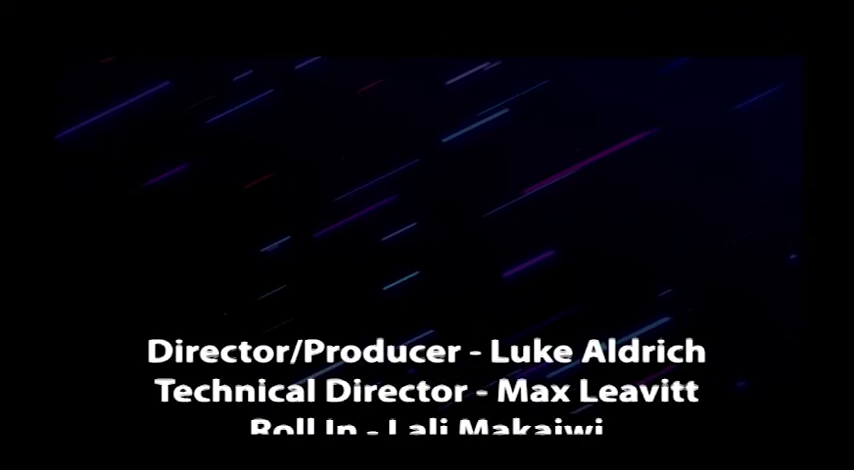 Director/Producer - Luke Aldrich
Technical Director - Max Leavitt
Roll In - Lali Makaiwi